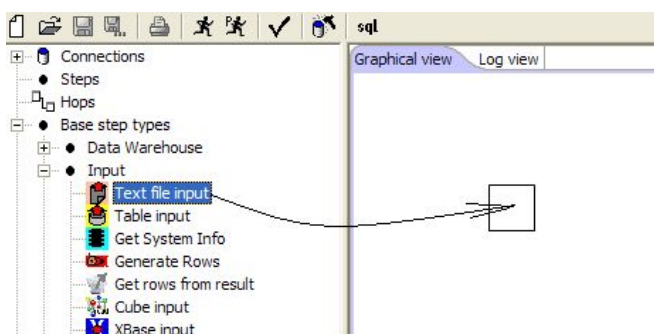 sql
Graphical view Log view
Connections
Steps
Hops
Base step types
Data Warehouse
Input
Text file input
Table input
Get System Info
Generate Rows
Get rows from result
Cube input
XBase input